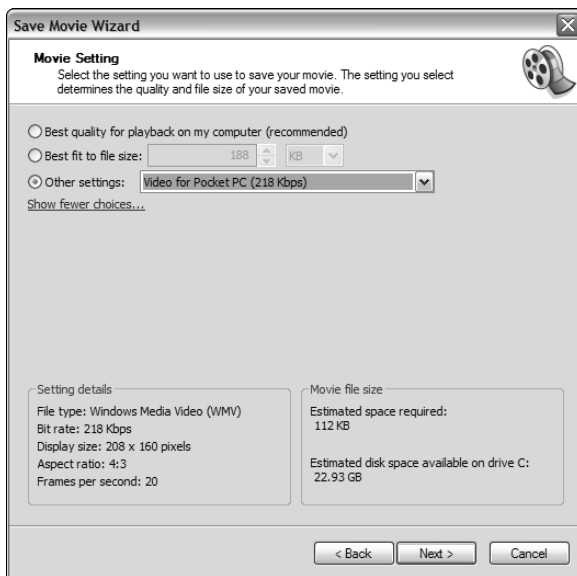 Save Movie Wizard
Movie Setting
Select the setting you want to use to save your movie. The setting you select
determines the quality and file size of your saved movie.
Best quality for playback on my computer (recommended)
Best fit to file size: 188 KB
Other settings: Video for Pocket PC (218 Kbps)
Show fewer choices...
Setting details
File type: Windows Media Video (WMV)
Bit rate: 218 Kbps
Display size: 208 x 160 pixels
Aspect ratio: 4:3
Frames per second: 20
Movie file size
Estimated space required:
112 KB
Estimated disk space available on drive C:
22.93 GB
< Back Next > Cancel